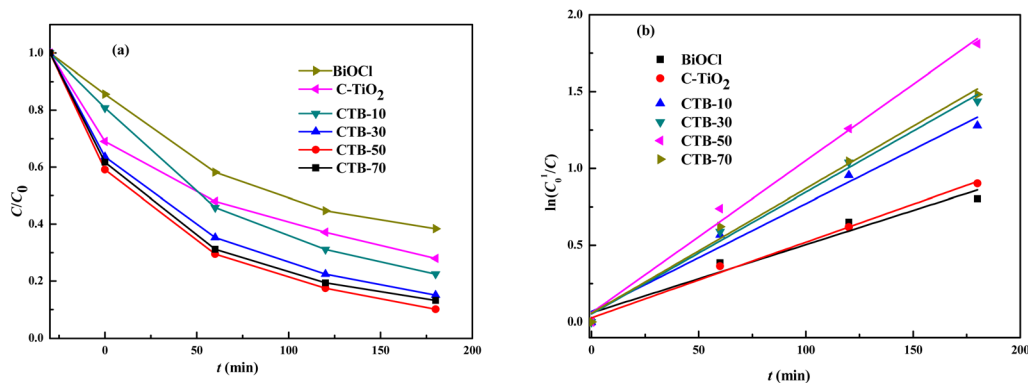 (a)
BiOCl
C-TiO2
CTB-10
CTB-30
CTB-50
CTB-70
1.0
0.8
0.6
0.4
0.2
0.0
C/C0
0
50
100
150
200
t (min)
(b)
BiOCl
C-TiO2
CTB-10
CTB-30
CTB-50
CTB-70
2.0
1.5
1.0
0.5
0.0
ln(C0^1/C)
0
50
100
150
200
t (min)